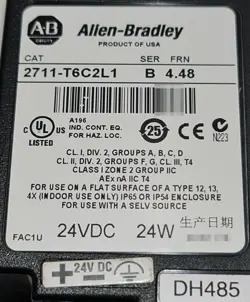 AB
Allen-Bradley
PRODUCT OF USA
CAT SER FRN
2711-T6C2L1 B 4.48
c UL US LISTED
A196
IND. CONT. EQ.
FOR HAZ. LOC.
25
N223
CL. I, DIV. 2, GROUPS A, B, C, D
CL. II, DIV. 2, GROUPS F, G, CL. III, T4
CLASS I ZONE 2 GROUP IIC
AEx nA IIC T4
FOR USE ON A FLAT SURFACE OF A TYPE 12, 13,
4X (INDOOR USE ONLY) IP65 OR IP54 ENCLOSURE
FOR USE WITH SELV SOURCE
FAC1U 24VDC 24W 生产日期
24V DC
+ -
DH485